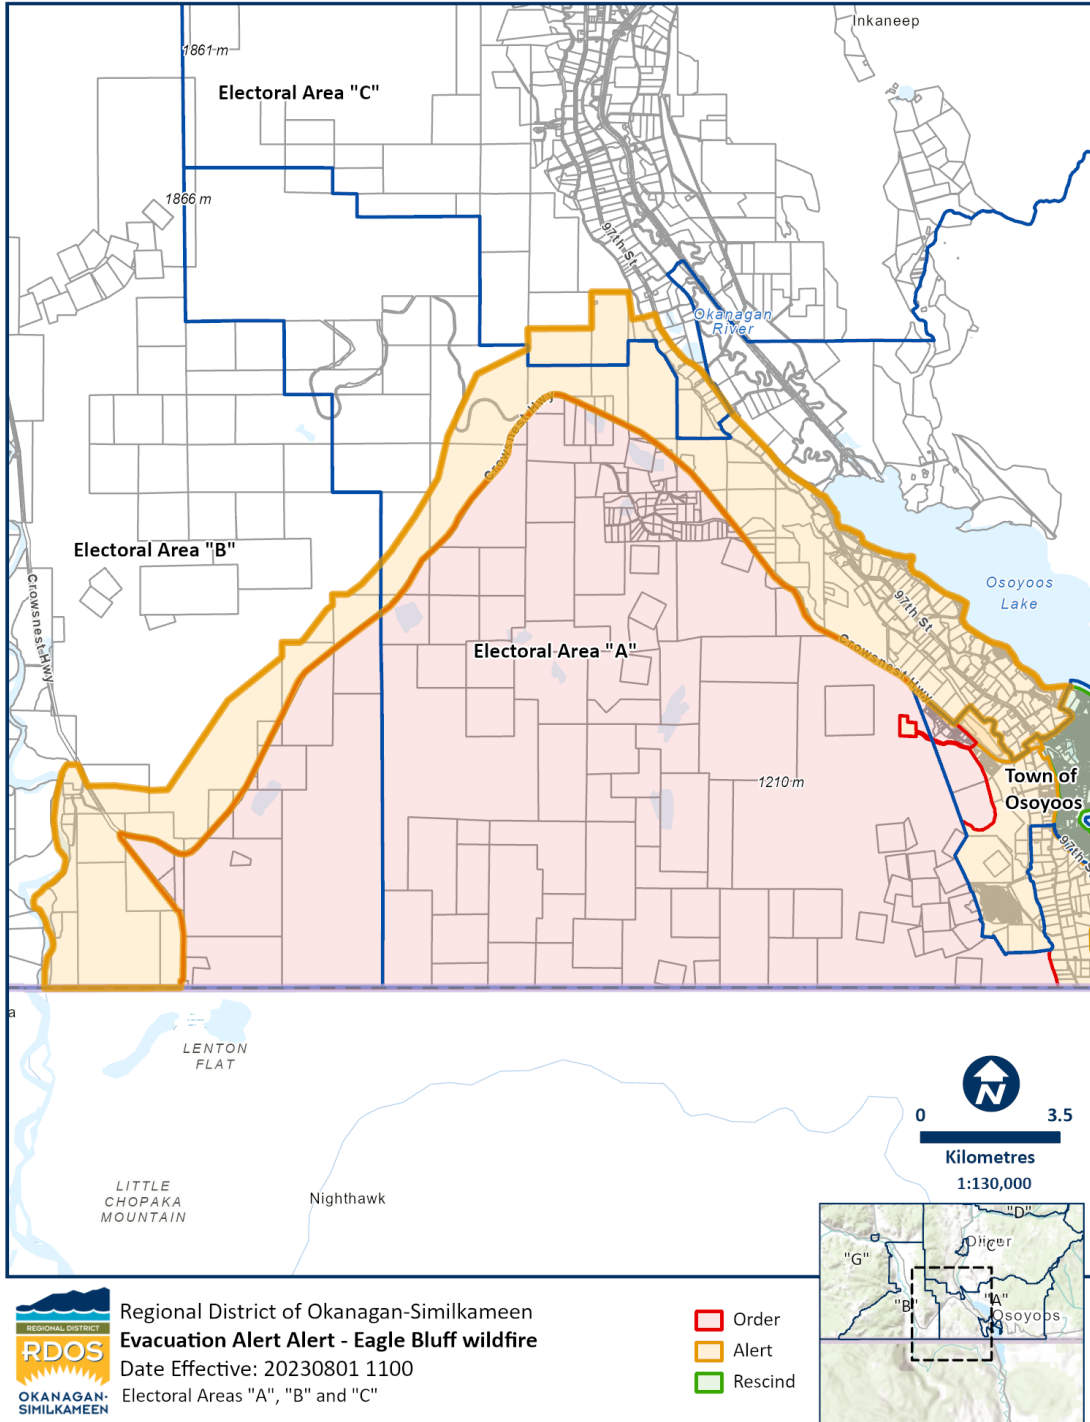 Inkaneep
1861 m
Electoral Area "C"
1866 m
97th St
Okanagan
River
Crowsnest Hwy
Electoral Area "B"
Crowsnest Hwy
Osoyoos
Lake
97th St
Electoral Area "A"
Crowsnest Hwy
1210 m
Town of
Osoyoos
97th S
a
LENTON
FLAT
N
0 3.5
Kilometres
1:130,000
LITTLE
CHOPAKA
MOUNTAIN
Nighthawk
"D"
Oliver
"C"
"G"
"B"
"A"
Osoyoos
REGIONAL DISTRICT
RDOS
OKANAGAN-
SIMILKAMEEN
Regional District of Okanagan-Similkameen
Evacuation Alert Alert - Eagle Bluff wildfire
Date Effective: 20230801 1100
Electoral Areas "A", "B" and "C"
Order
Alert
Rescind